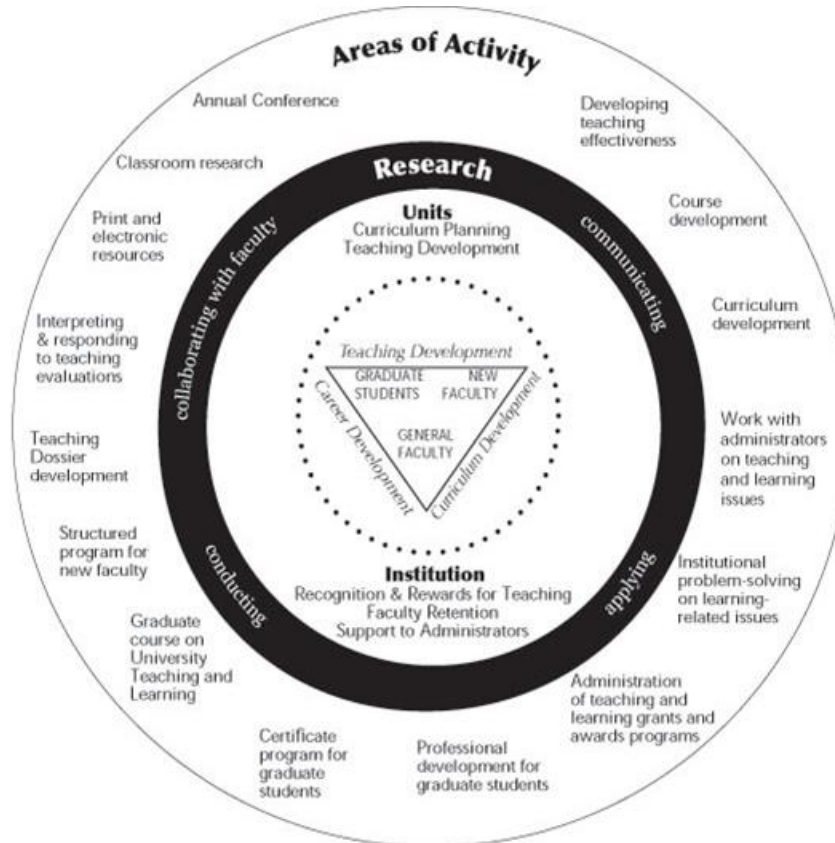 Areas of Activity
Annual Conference
Developing
teaching
effectiveness
Classroom research
Research
Print and
electronic
resources
Course
development
collaborating with faculty
communicating
Units
Curriculum Planning
Teaching Development
Interpreting
& responding
to teaching
evaluations
Curriculum
development
Teaching Development
GRADUATE
STUDENTS
NEW
FACULTY
GENERAL
FACULTY
Career Development
Curriculum Development
Teaching
Dossier
development
Work with
administrators
on teaching
and learning
issues
Structured
program for
new faculty
conducting
applying
Institution
Recognition & Rewards for Teaching
Faculty Retention
Support to Administrators
Institutional
problem-solving
on learning-
related issues
Graduate
course on
University
Teaching and
Learning
Administration
of teaching and
learning grants and
awards programs
Certificate
program for
graduate
students
Professional
development for
graduate students